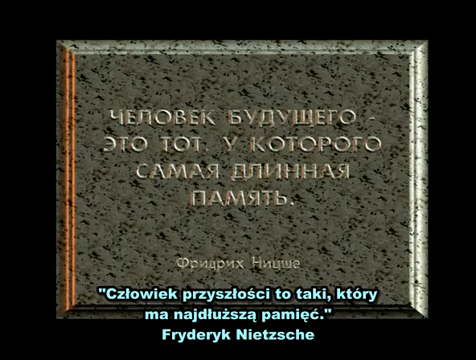 ЧЕЛОВЕК БУДУЩЕГО -
ЭТО ТОТ, У КОТОРОГО
САМАЯ ДЛИННАЯ
ПАМЯТЬ.
Фридрих Ницше
"Człowiek przyszłości to taki, który
ma najdłuższą pamięć."
Fryderyk Nietzsche